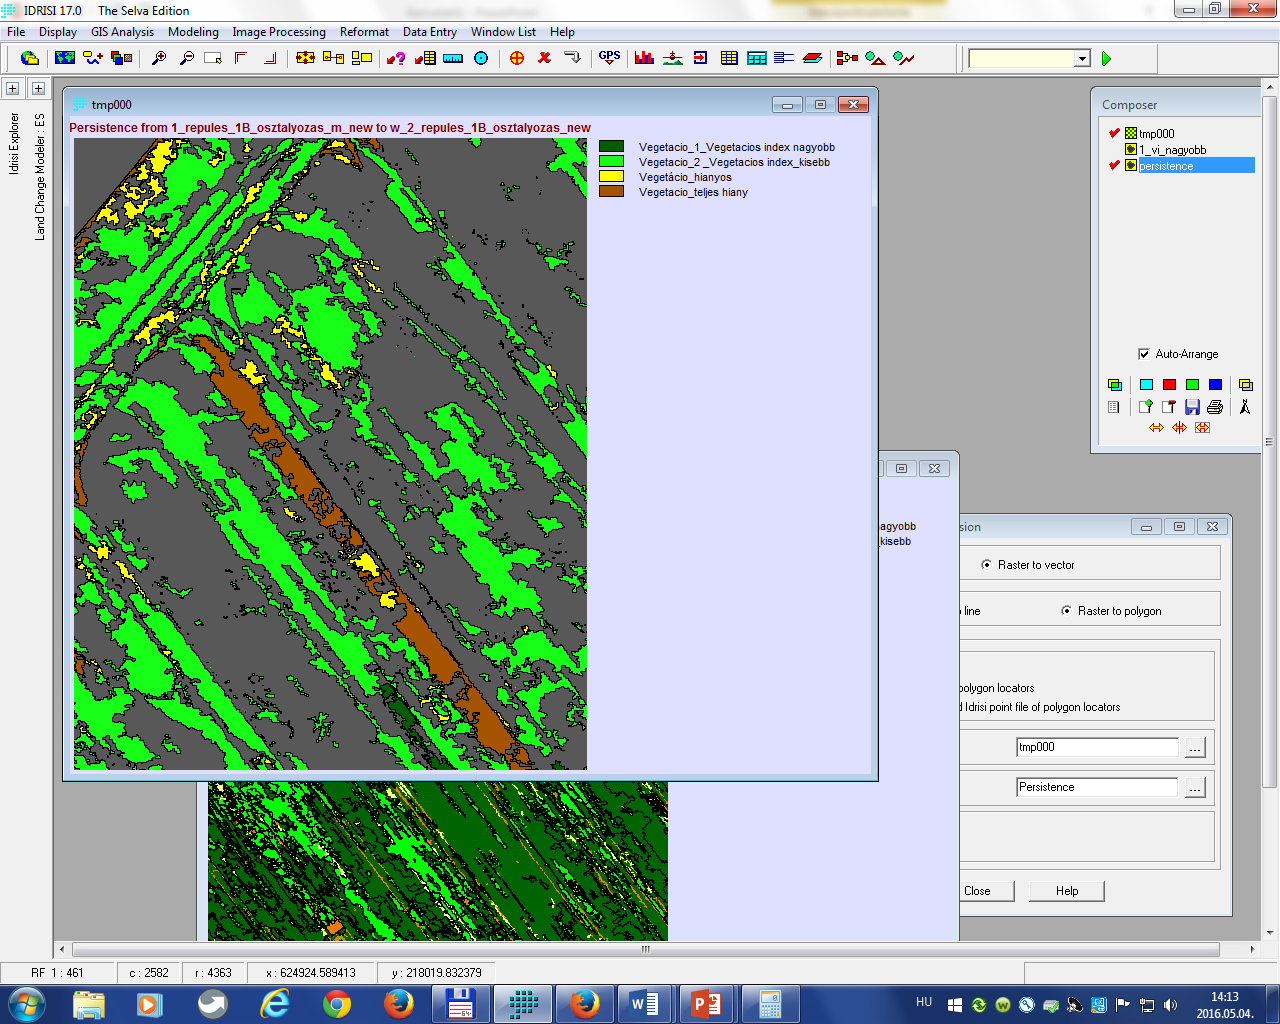 IDRISI 17.0 The Selva Edition
File Display GIS Analysis Modeling Image Processing Reformat Data Entry Window List Help
GPS
Idrisi Explorer
Land Change Modeler : ES
tmp000
Persistence from 1_repules_1B_osztalyozas_m_new to w_2_repules_1B_osztalyozas_new
Vegetacio_1_Vegetacios index nagyobb
Vegetacio_2 _Vegetacios index_kisebb
Vegetácio_hianyos
Vegetacio_teljes hiany
Composer
tmp000
1_vi_nagyobb
persistence
Auto-Arrange
agyobb
_kisebb
sion
Raster to vector
line
Raster to polygon
polygon locators
d Idrisi point file of polygon locators
tmp000
...
Persistence
...
Close Help
RF 1 : 461 c : 2582 r : 4363 x : 624924.589413 y : 218019.832379
HU
14:13
2016.05.04.